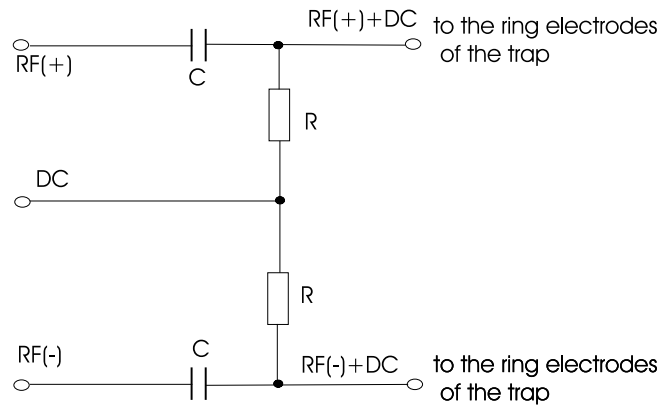 RF(+)+DC
to the ring electrodes
of the trap
RF(+)
C
R
DC
R
RF(-)
C
RF(-)+DC
to the ring electrodes
of the trap